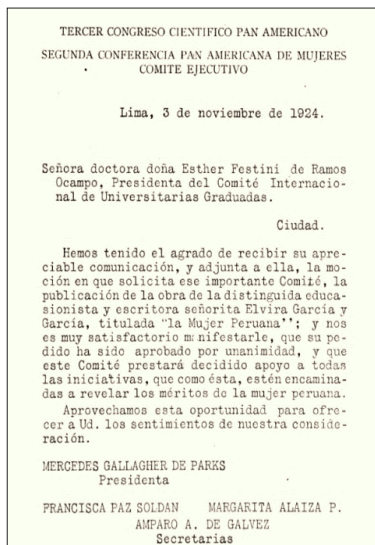 TERCER CONGRESO CIENTIFICO PAN AMERICANO
SEGUNDA CONFERENCIA PAN AMERICANA DE MUJERES
COMITE EJECUTIVO
Lima, 3 de noviembre de 1924.
Señora doctora doña Esther Festini de Ramos
Ocampo, Presidenta del Comité Internacio-
nal de Universitarias Graduadas.
Ciudad.
Hemos tenido el agrado de recibir su apre-
ciable comunicación, y adjunta a ella, la mo-
ción en que solicita ese importante Comité, la
publicación de la obra de la distinguida educa-
sionista y escritora señorita Elvira García y
García, titulada "la Mujer Peruana''; y nos
es muy satisfactorio manifestarle, que su pe-
dido ha sido aprobado por unanimidad, y que
este Comité prestará decidido apoyo a todas
las iniciativas, que como ésta, estén encamina-
das a revelar los méritos de la mujer peruana.
Aprovechamos esta oportunidad para ofre-
cer a Ud. los sentimientos de nuestra conside-
ración.
MERCEDES GALLAGHER DE PARKS
Presidenta
FRANCISCA PAZ SOLDAN MARGARITA ALAIZA P.
AMPARO A. DE GALVEZ
Secretarias